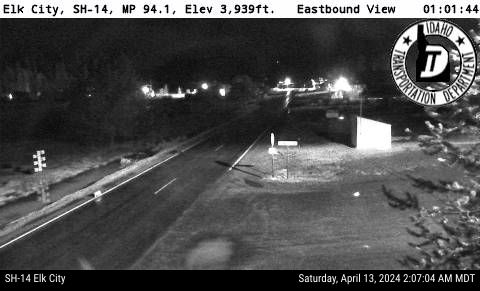 Elk City, SH-14, MP 94.1, Elev 3,939ft. Eastbound View 01:01:44
IDAHO
TRANSPORTATION DEPARTMENT
SH-14 Elk City Saturday, April 13, 2024 2:07:04 AM MDT